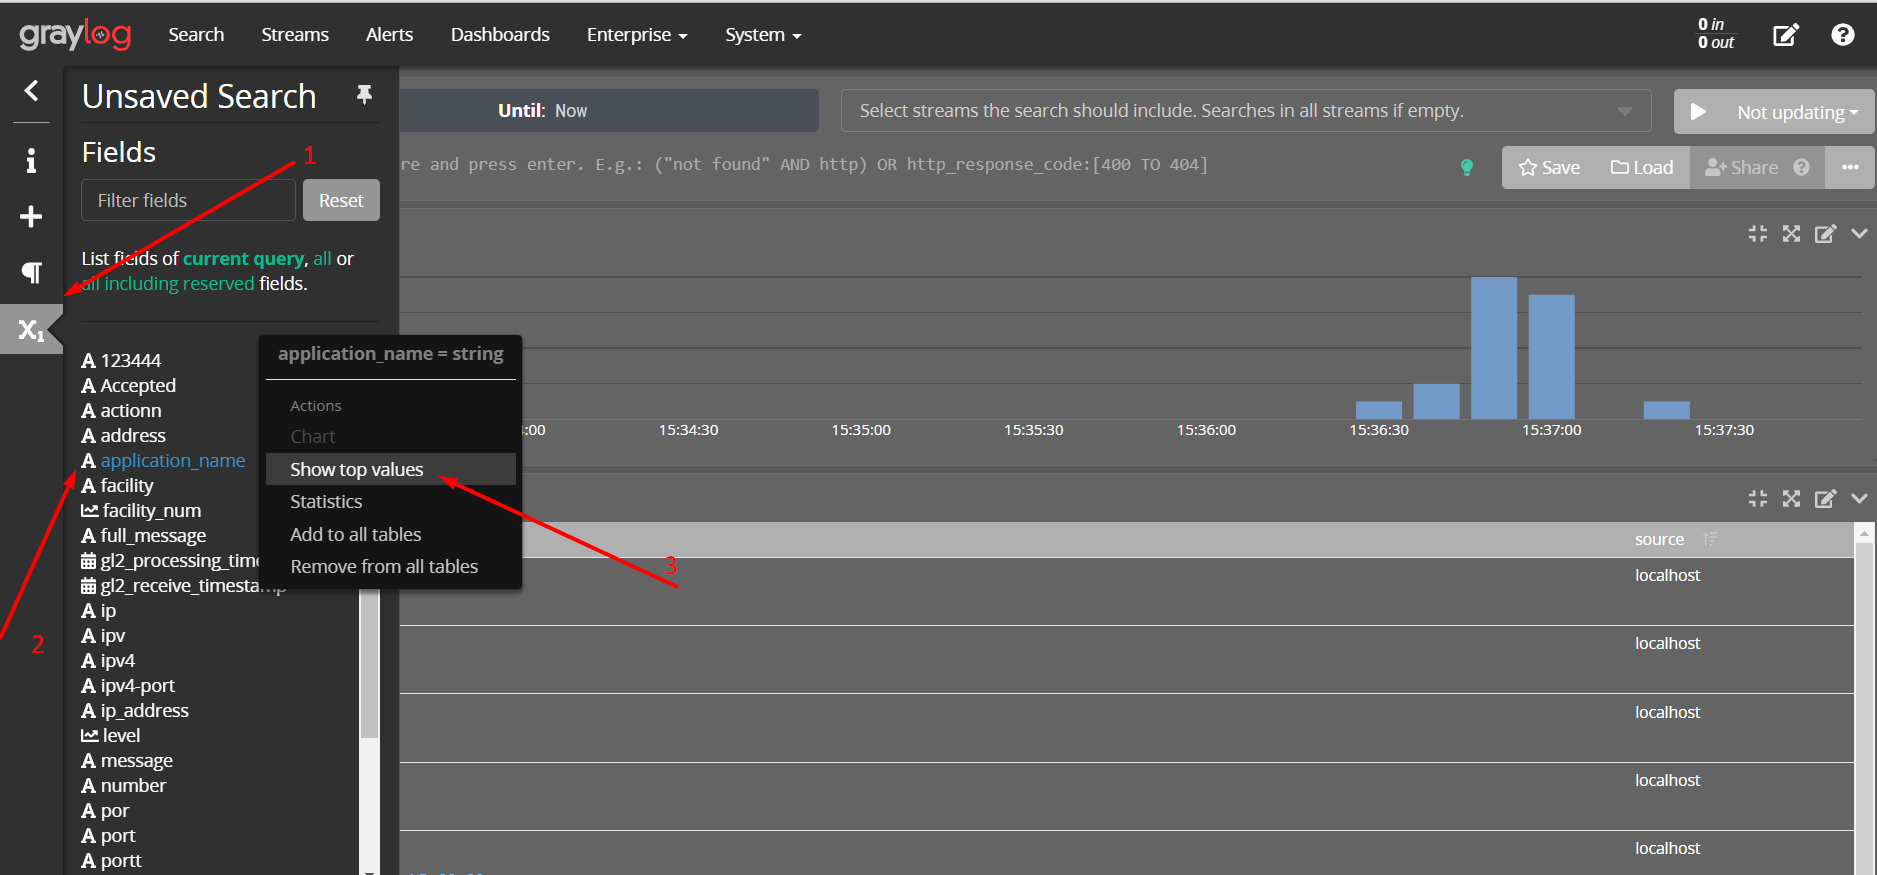 graylog Search Streams Alerts Dashboards Enterprise System 0 in
0 out
Unsaved Search
Until: Now Select streams the search should include. Searches in all streams if empty. Not updating
Fields 1
re and press enter. E.g.: ("not found" AND http) OR http_response_code:[400 TO 404] Save Load Share
Filter fields Reset
List fields of current query, all or
all including reserved fields.
X1
application_name = string
Actions
Chart
Show top values
Statistics
Add to all tables
Remove from all tables
123444
Accepted
actionn
address
application_name
facility
facility_num
full_message
gl2_processing_time
gl2_receive_timestamp
ip
ipv
ipv4
ipv4-port
ip_address
level
message
number
por
port
portt
2
3
:00 15:34:30 15:35:00 15:35:30 15:36:00 15:36:30 15:37:00 15:37:30
source
localhost
localhost
localhost
localhost
localhost